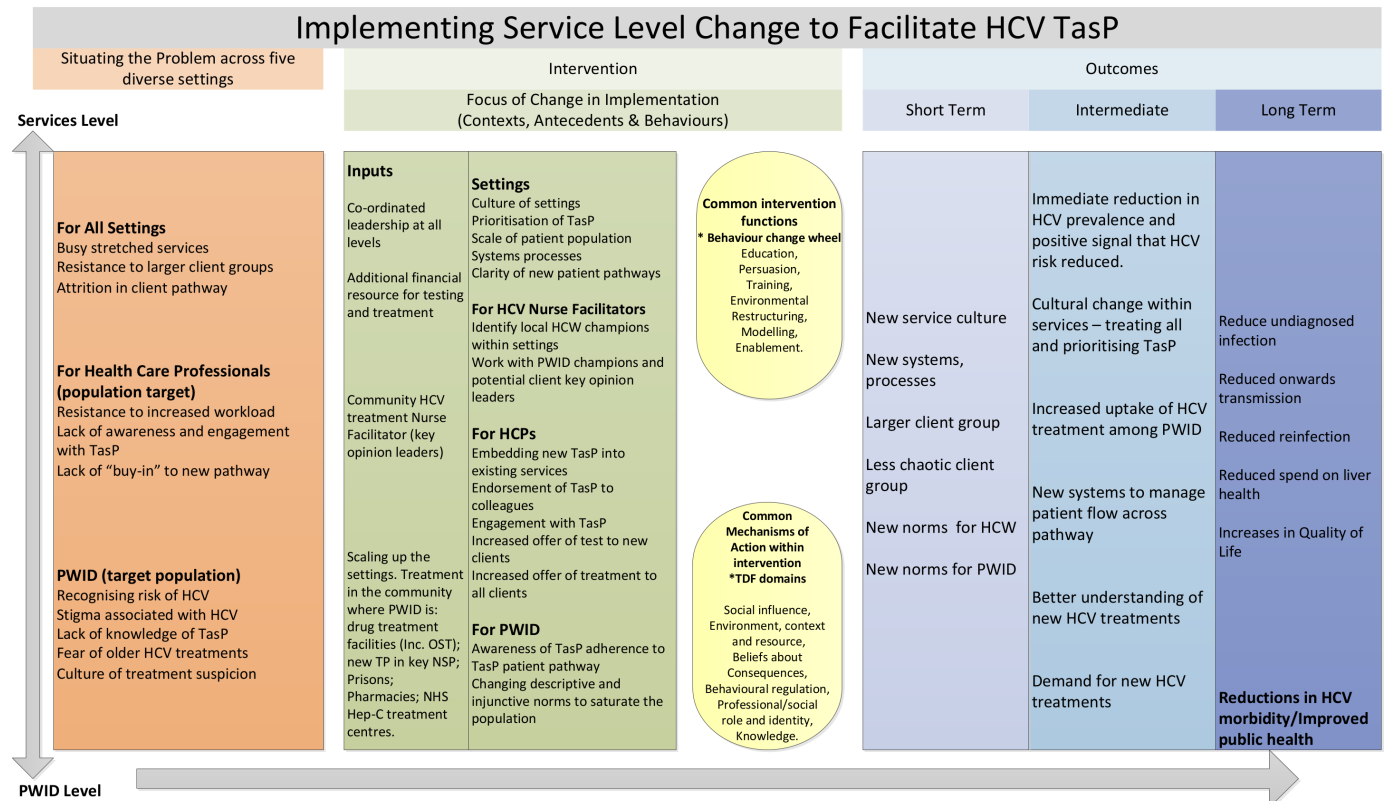 Implementing Service Level Change to Facilitate HCV TasP
Situating the Problem across five
diverse settings
Intervention
Focus of Change in Implementation
(Contexts, Antecedents & Behaviours)
Outcomes
Short Term
Intermediate
Long Term
Services Level
For All Settings
Busy stretched services
Resistance to larger client groups
Attrition in client pathway
For Health Care Professionals
(population target)
Resistance to increased workload
Lack of awareness and engagement
with TasP
Lack of “buy-in” to new pathway
PWID (target population)
Recognising risk of HCV
Stigma associated with HCV
Lack of knowledge of TasP
Fear of older HCV treatments
Culture of treatment suspicion
Inputs
Co-ordinated
leadership at all
levels
Additional financial
resource for testing
and treatment
Community HCV
treatment Nurse
Facilitator (key
opinion leaders)
Scaling up the
settings. Treatment
in the community
where PWID is:
drug treatment
facilities (Inc. OST);
new TP in key NSP;
Prisons;
Pharmacies; NHS
Hep-C treatment
centres.
Settings
Culture of settings
Prioritisation of TasP
Scale of patient population
Systems processes
Clarity of new patient pathways
For HCV Nurse Facilitators
Identify local HCW champions
within settings
Work with PWID champions and
potential client key opinion
leaders
For HCPs
Embedding new TasP into
existing services
Endorsement of TasP to
colleagues
Engagement with TasP
Increased offer of test to new
clients
Increased offer of treatment to
all clients
For PWID
Awareness of TasP adherence to
TasP patient pathway
Changing descriptive and
injunctive norms to saturate the
population
Common intervention
functions
* Behaviour change wheel
Education,
Persuasion,
Training,
Environmental
Restructuring,
Modelling,
Enablement.
Common
Mechanisms of
Action within
intervention
*TDF domains
Social influence,
Environment, context
and resource,
Beliefs about
Consequences,
Behavioural regulation,
Professional/social
role and identity,
Knowledge.
New service culture
New systems,
processes
Larger client group
Less chaotic client
group
New norms  for HCW
New norms for PWID
Immediate reduction in
HCV prevalence and
positive signal that HCV
risk reduced.
Cultural change within
services – treating all
and prioritising TasP
Increased uptake of HCV
treatment among PWID
New systems to manage
patient flow across
pathway
Better understanding of
new HCV treatments
Demand for new HCV
treatments
Reduce undiagnosed
infection
Reduced onwards
transmission
Reduced reinfection
Reduced spend on liver
health
Increases in Quality of
Life
Reductions in HCV
morbidity/Improved
public health
PWID Level